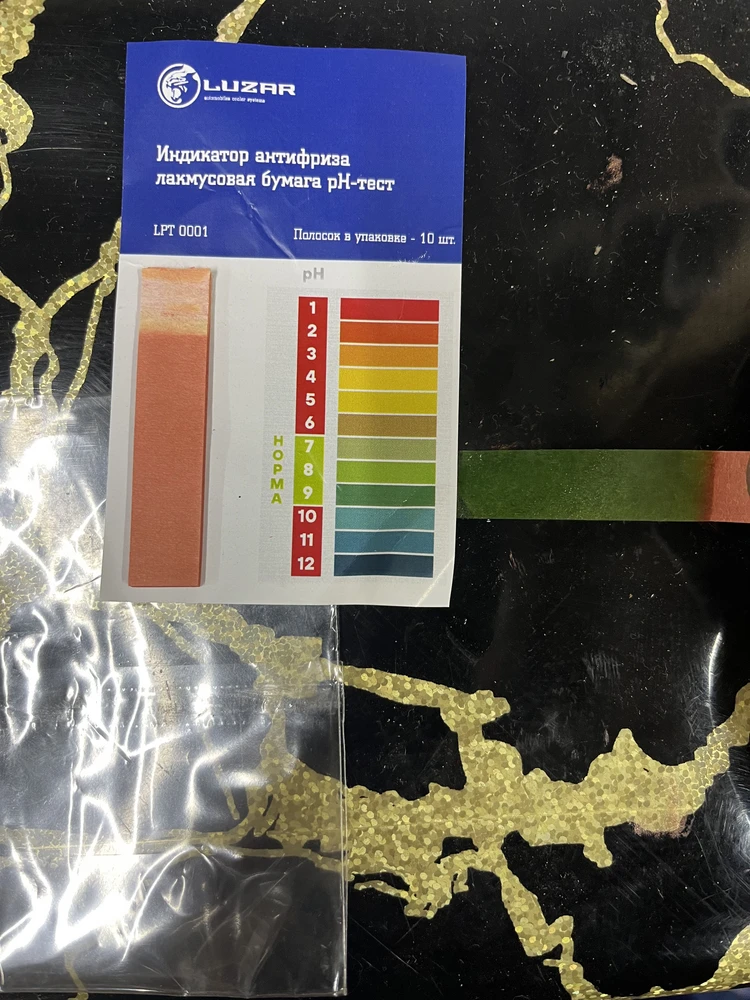 LUZAR
automobiles cooler systems
Индикатор антифриза
лакмусовая бумага pH-тест
LPT 0001
Полосок в упаковке - 10 шт.
pH
1
2
3
4
5
6
7
8
9
10
11
12
НОРМА